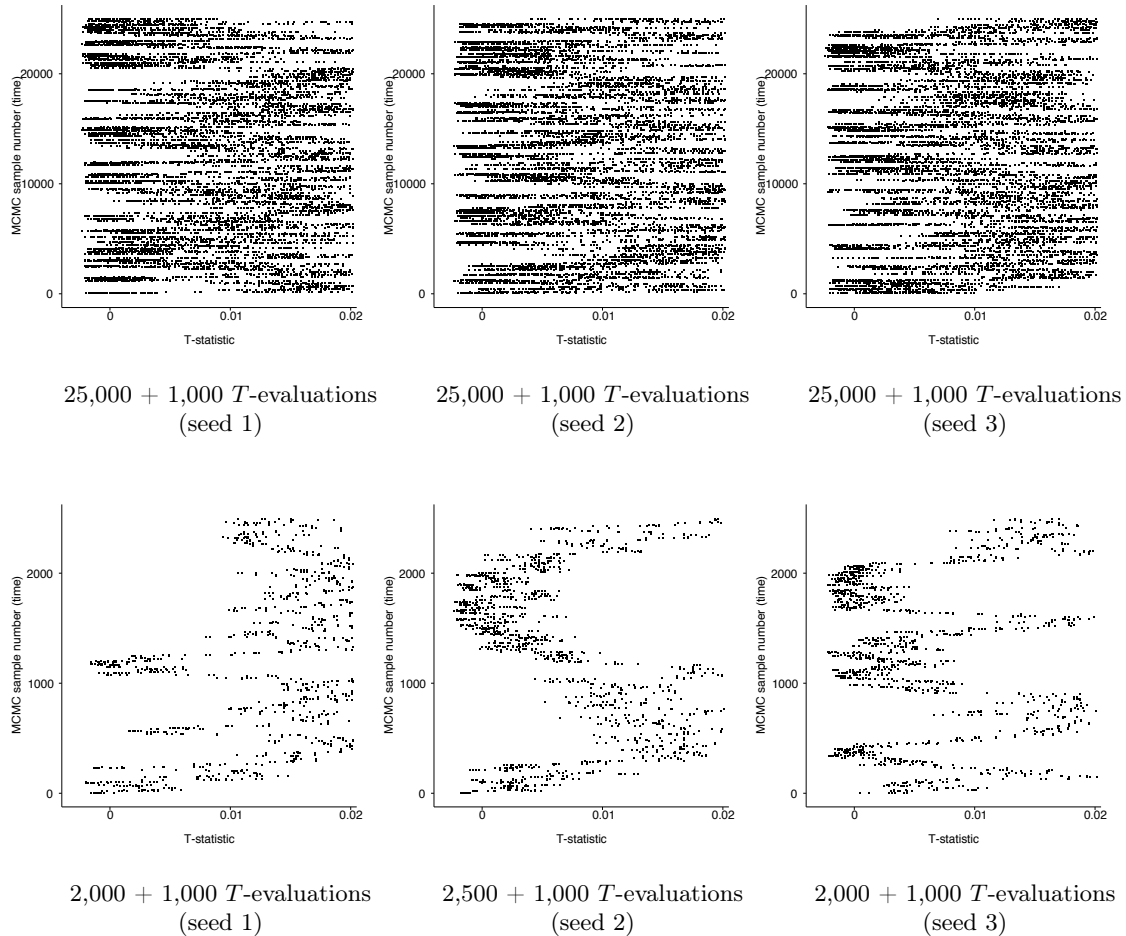 20000
10000
0
MCMC sample number (time)
0
0.01
0.02
T-statistic
20000
10000
0
MCMC sample number (time)
0
0.01
0.02
T-statistic
20000
10000
0
MCMC sample number (time)
0
0.01
0.02
T-statistic
25,000 + 1,000 T-evaluations
(seed 1)
25,000 + 1,000 T-evaluations
(seed 2)
25,000 + 1,000 T-evaluations
(seed 3)
2000
1000
0
MCMC sample number (time)
0
0.01
0.02
T-statistic
2000
1000
0
MCMC sample number (time)
0
0.01
0.02
T-statistic
2000
1000
0
MCMC sample number (time)
0
0.01
0.02
T-statistic
2,000 + 1,000 T-evaluations
(seed 1)
2,500 + 1,000 T-evaluations
(seed 2)
2,000 + 1,000 T-evaluations
(seed 3)